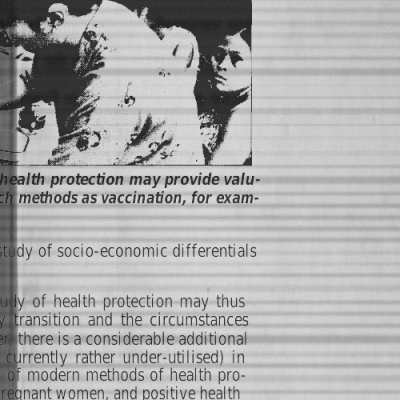 health protection may provide valu-
ch methods as vaccination, for exam-
study of socio-economic differentials
udy of health protection may thus
y transition and the circumstances
er, there is a considerable additional
currently rather under-utilised) in
of modern methods of health pro-
regnant women, and positive health